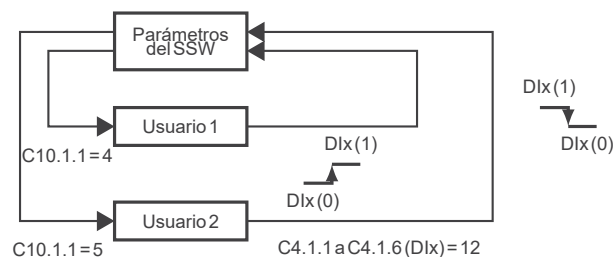 Parámetros
del SSW
DIx (1)
DIx (0)
Usuario 1
DIx (1)
C10.1.1 = 4
DIx (0)
Usuario 2
C10.1.1 = 5
C4.1.1 a C4.1.6 (DIx) = 12